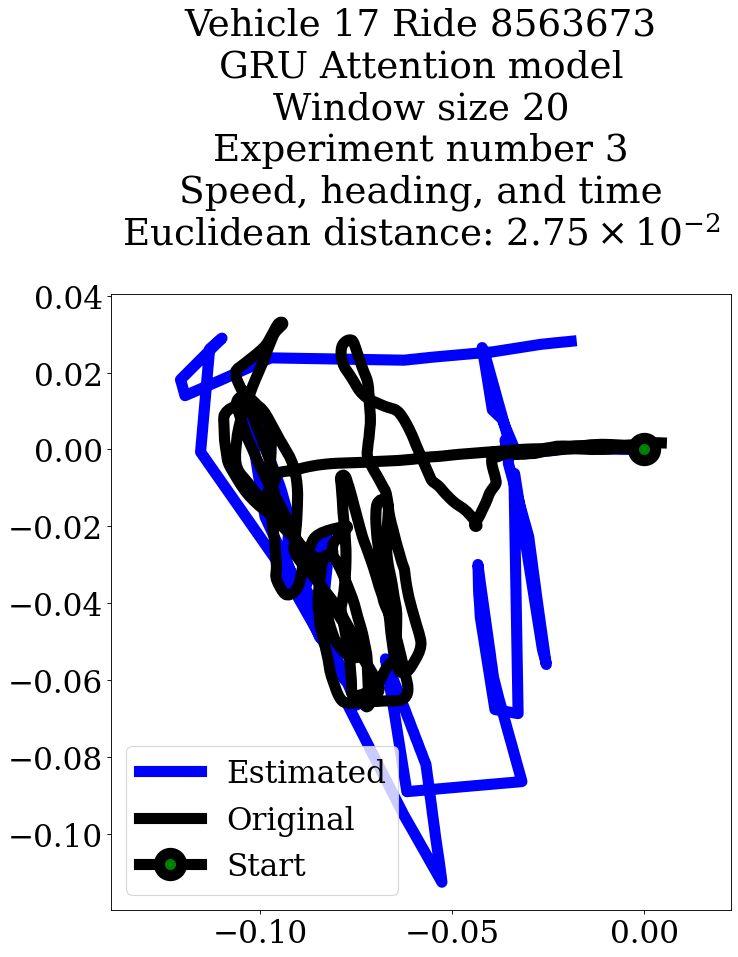 Vehicle 17 Ride 8563673
GRU Attention model
Window size 20
Experiment number 3
Speed, heading, and time
Euclidean distance: 2.75 × 10⁻²
0.04
0.02
0.00
−0.02
−0.04
−0.06
−0.08
−0.10
Estimated
Original
Start
−0.10
−0.05
0.00